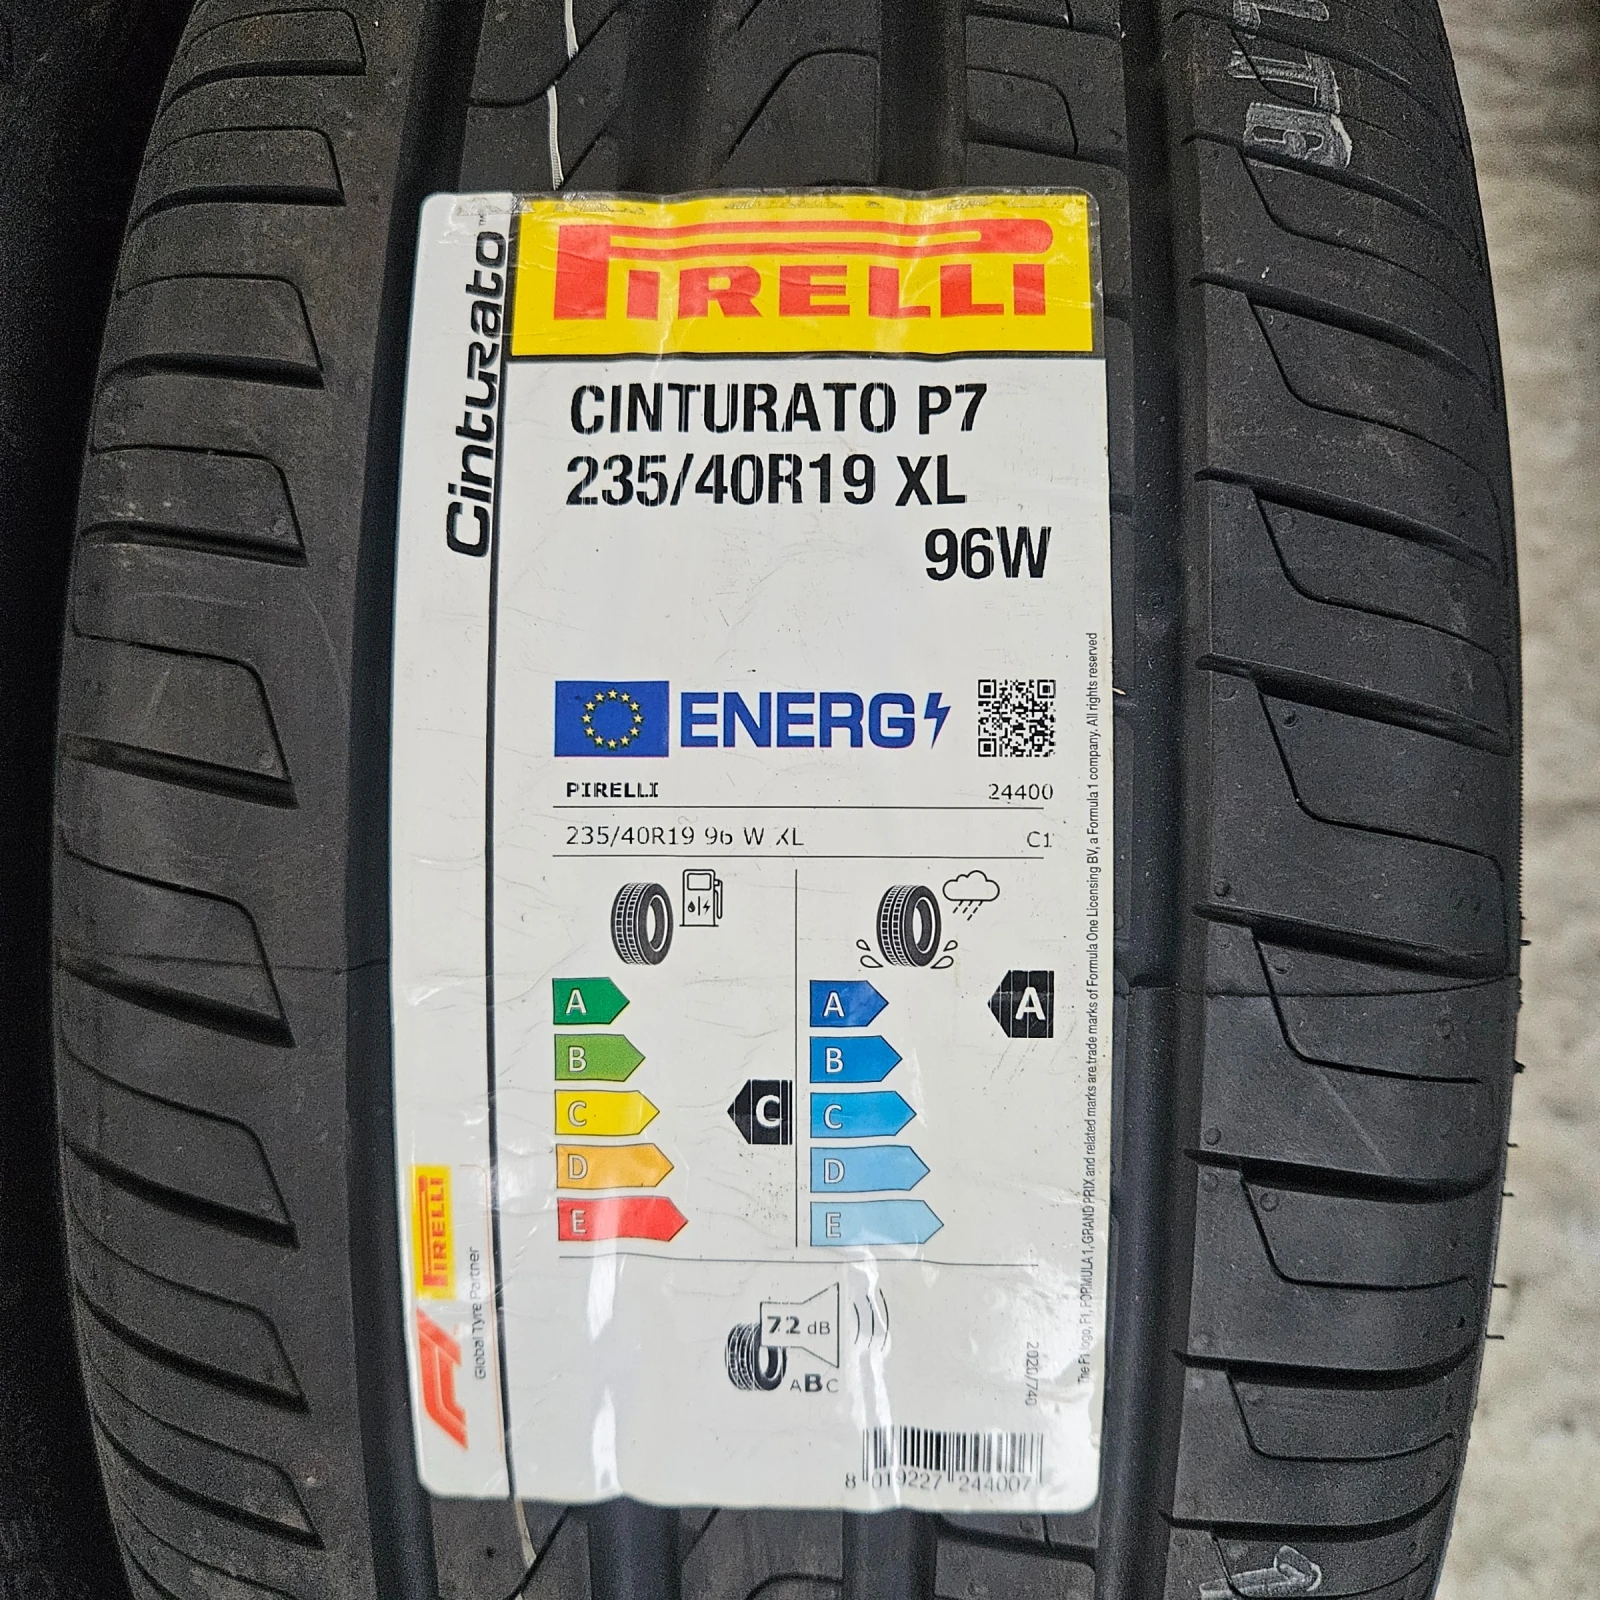 Cinturato™
PIRELLI
CINTURATO P7
235/40R19 XL
96W
ENERG
PIRELLI
24400
235/40R19 96 W XL
C1
A
B
C
D
E
C
A
B
C
D
E
A
72 dB
ABC
2020/740
8 019227 244007
The F1 logo, F1, FORMULA 1, GRAND PRIX and related marks are trade marks of Formula One Licensing BV, a Formula 1 company. All rights reserved
PIRELLI
F1
Global Tyre Partner